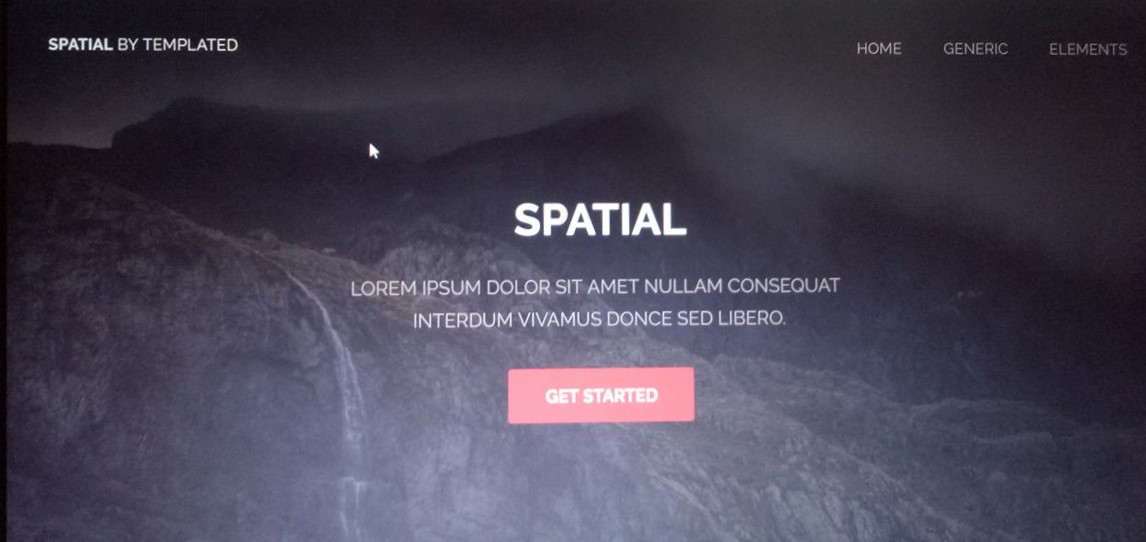 SPATIAL BY TEMPLATED
HOME GENERIC ELEMENTS
SPATIAL
LOREM IPSUM DOLOR SIT AMET NULLAM CONSEQUAT
INTERDUM VIVAMUS DONCE SED LIBERO.
GET STARTED